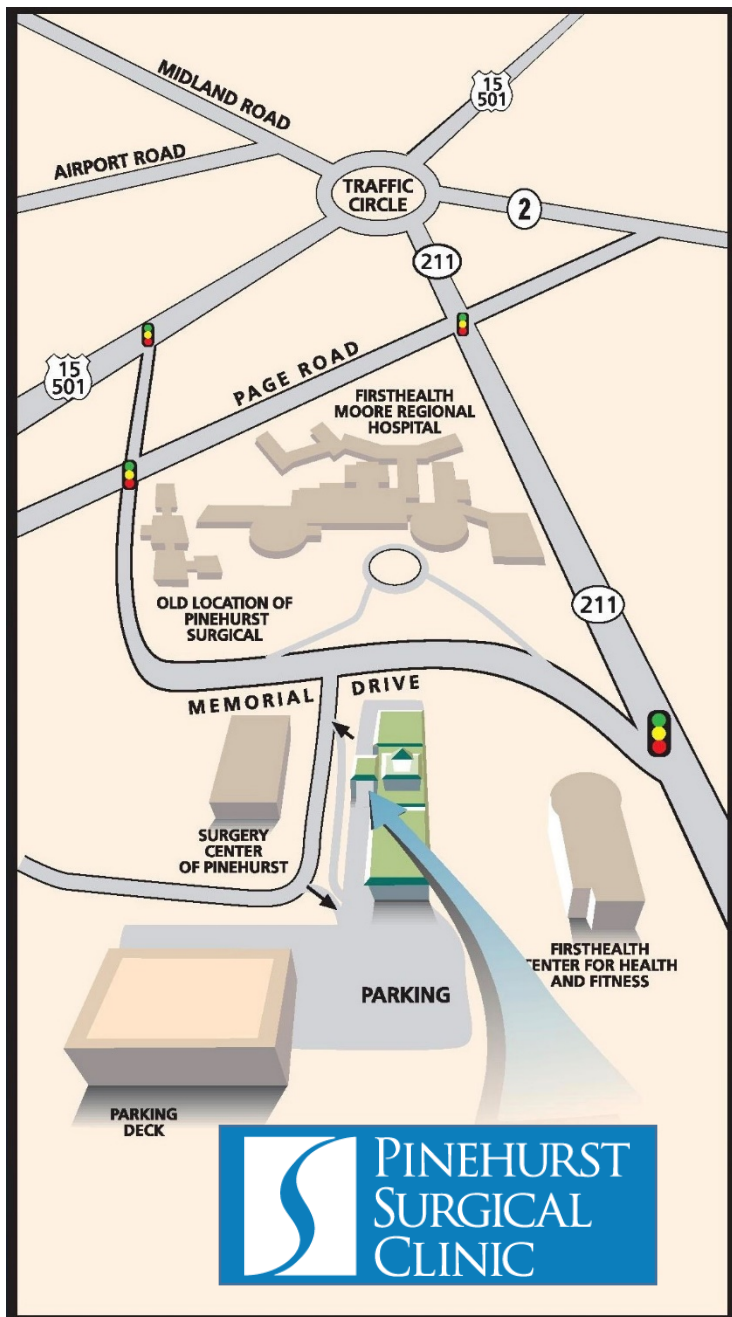 MIDLAND ROAD
15
501
AIRPORT ROAD
TRAFFIC
CIRCLE
2
211
15
501
PAGE ROAD
FIRSTHEALTH
MOORE REGIONAL
HOSPITAL
OLD LOCATION OF
PINEHURST
SURGICAL
211
MEMORIAL DRIVE
SURGERY
CENTER
OF PINEHURST
FIRSTHEALTH
CENTER FOR HEALTH
AND FITNESS
PARKING
PARKING
DECK
PINEHURST
SURGICAL
CLINIC